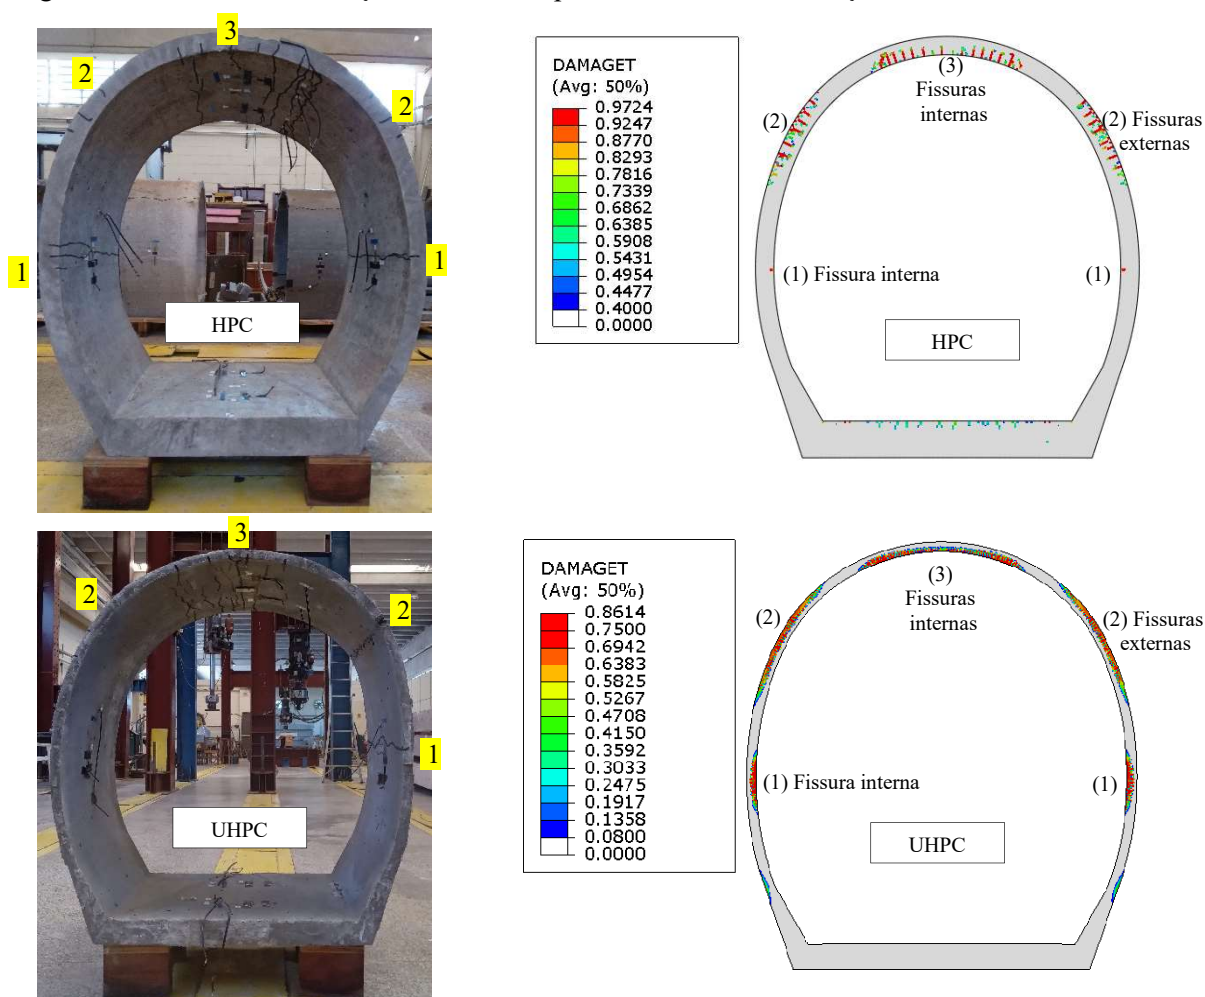 3
2
2
1
1
HPC
DAMAGET
(Avg: 50%)
0.9724
0.9247
0.8770
0.8293
0.7816
0.7339
0.6862
0.6385
0.5908
0.5431
0.4954
0.4477
0.4000
0.0000
(3)
Fissuras
internas
(2)
(2) Fissuras
externas
(1) Fissura interna
(1)
HPC
3
2
2
1
UHPC
DAMAGET
(Avg: 50%)
0.8614
0.7500
0.6942
0.6383
0.5825
0.5267
0.4708
0.4150
0.3592
0.3033
0.2475
0.1917
0.1358
0.0800
0.0000
(3)
Fissuras
internas
(2)
(2) Fissuras
externas
(1) Fissura interna
(1)
UHPC